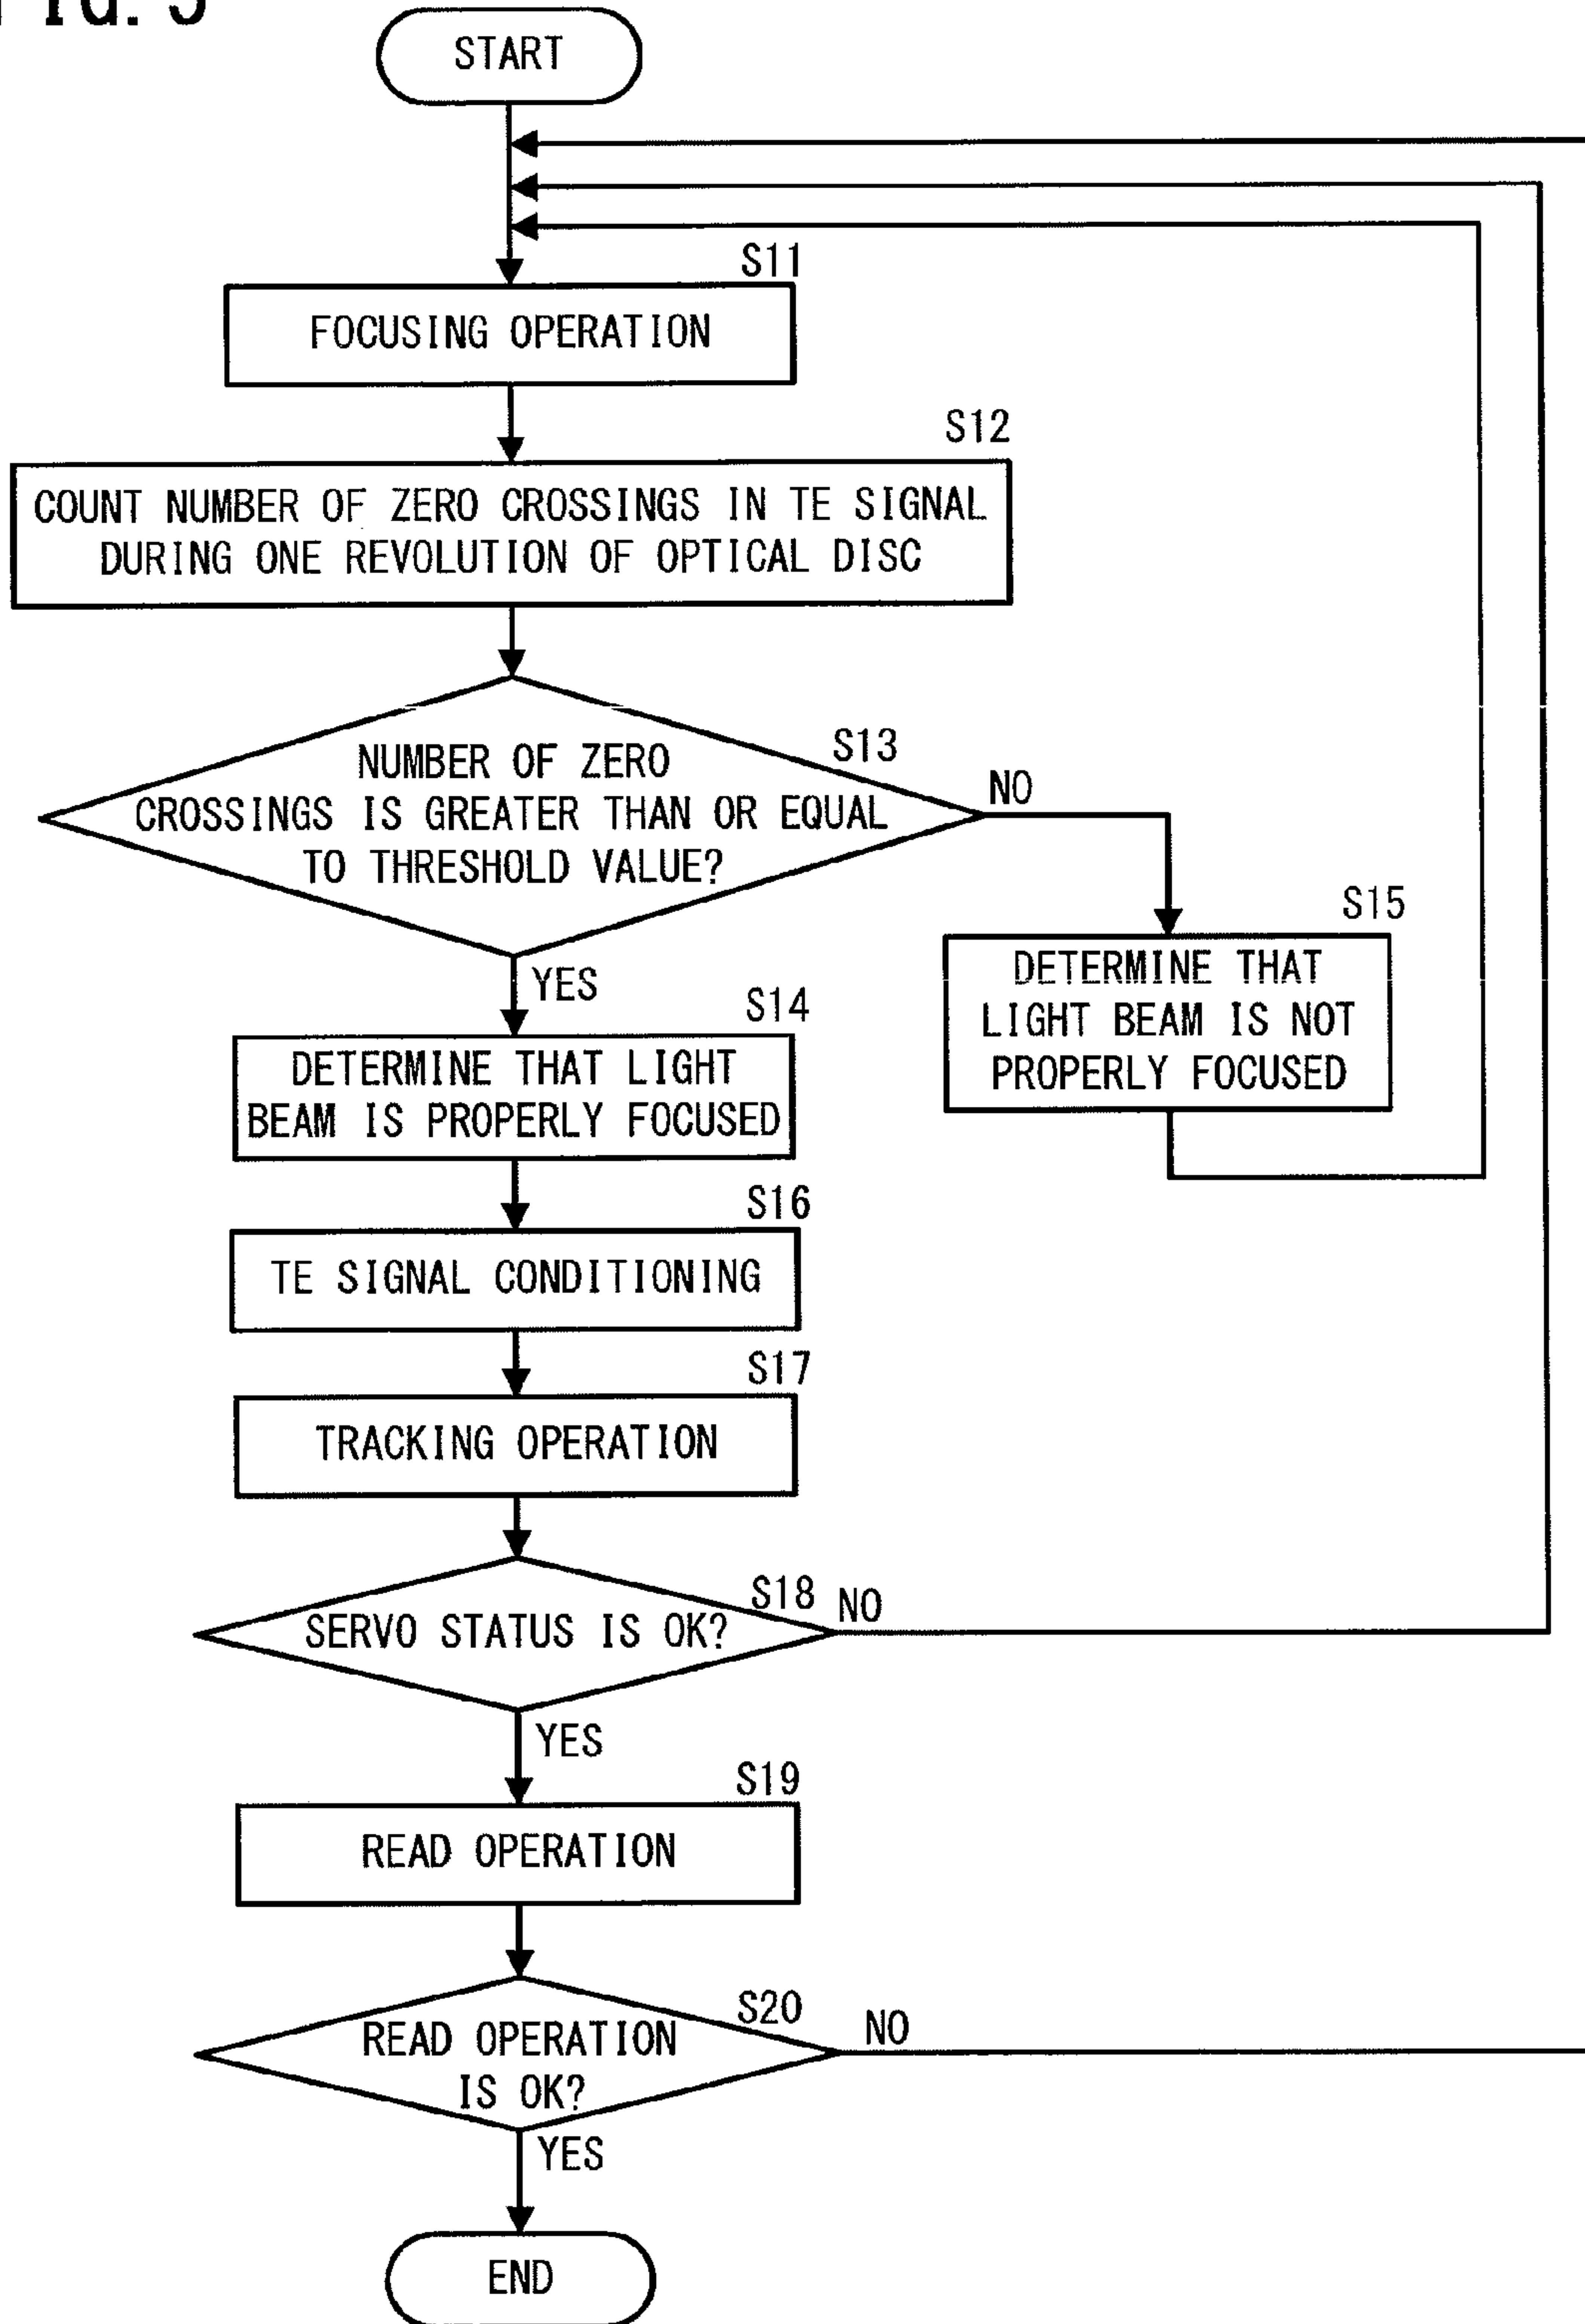 START
S11
FOCUSING OPERATION
S12
COUNT NUMBER OF ZERO CROSSINGS IN TE SIGNAL
DURING ONE REVOLUTION OF OPTICAL DISC
S13
NUMBER OF ZERO
CROSSINGS IS GREATER THAN OR EQUAL
TO THRESHOLD VALUE?
NO
YES
S15
DETERMINE THAT
LIGHT BEAM IS NOT
PROPERLY FOCUSED
S14
DETERMINE THAT LIGHT
BEAM IS PROPERLY FOCUSED
S16
TE SIGNAL CONDITIONING
S17
TRACKING OPERATION
S18
SERVO STATUS IS OK?
NO
YES
S19
READ OPERATION
S20
READ OPERATION
IS OK?
NO
YES
END